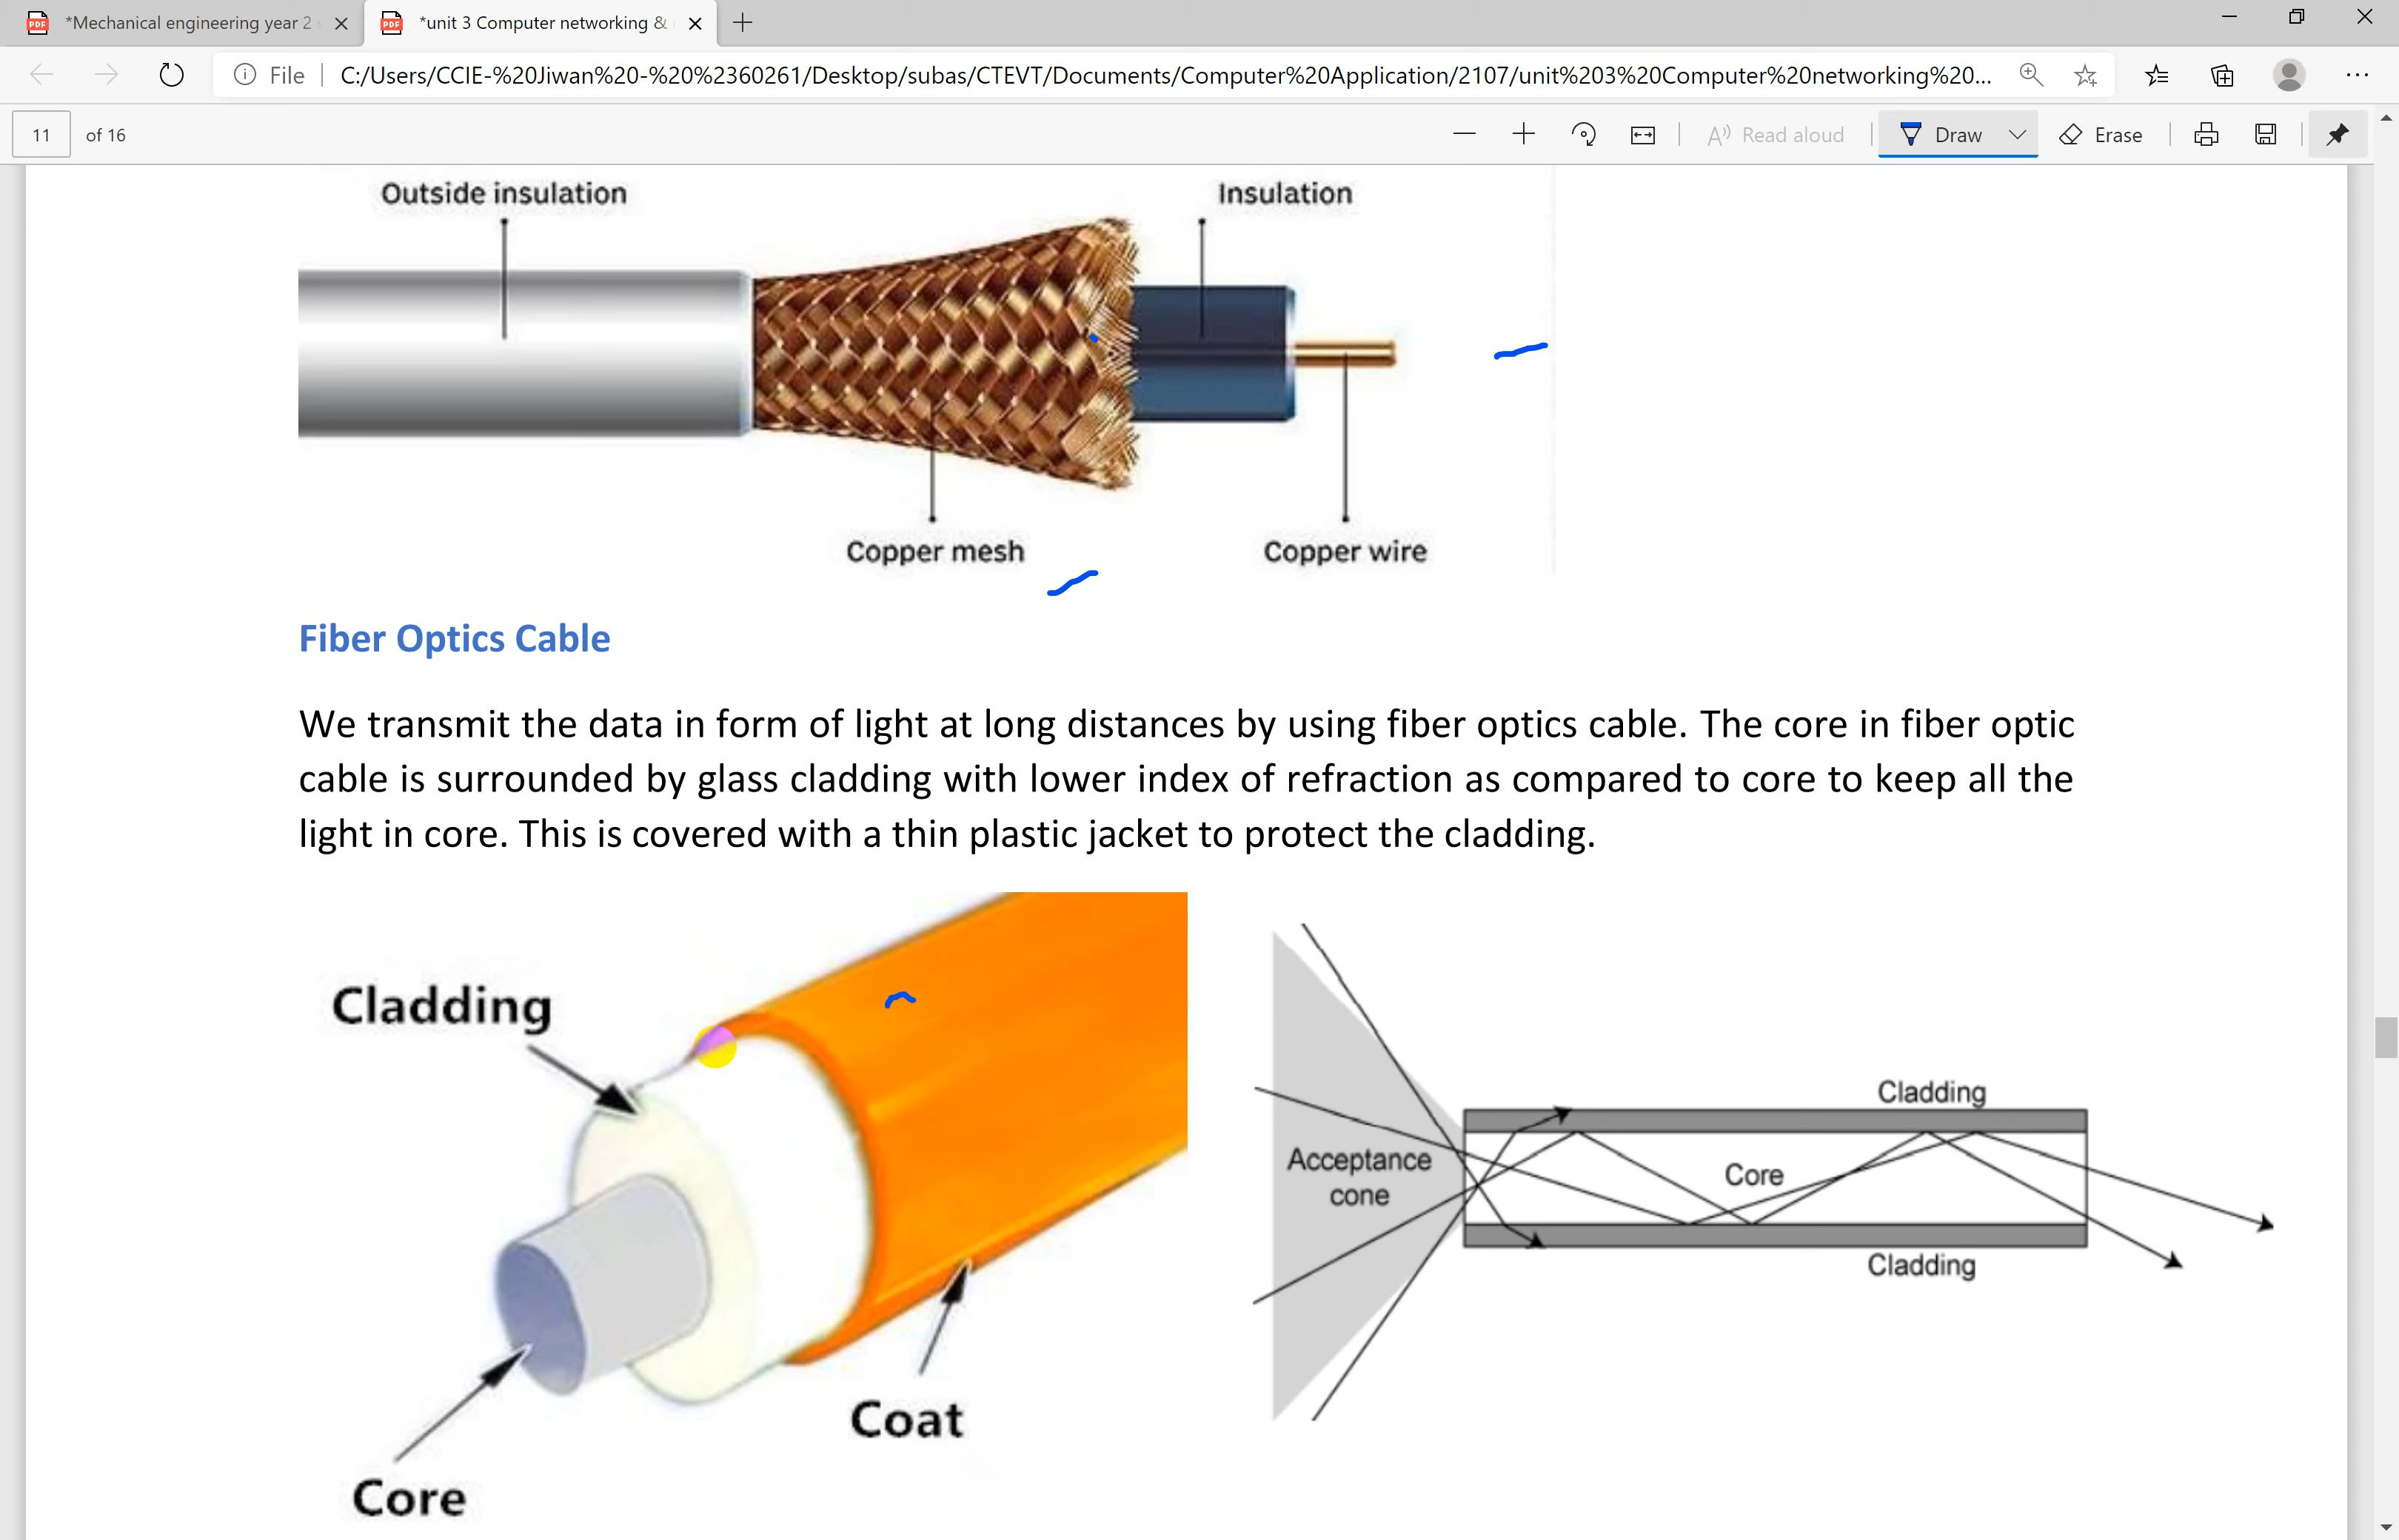 *Mechanical engineering year 2
*unit 3 Computer networking &
File
C:/Users/CCIE-%20Jiwan%20-%20%2360261/Desktop/subas/CTEVT/Documents/Computer%20Application/2107/unit%203%20Computer%20networking%20...
11 of 16
Read aloud
Draw
Erase
Outside insulation
Insulation
Copper mesh
Copper wire
Fiber Optics Cable
We transmit the data in form of light at long distances by using fiber optics cable. The core in fiber optic
cable is surrounded by glass cladding with lower index of refraction as compared to core to keep all the
light in core. This is covered with a thin plastic jacket to protect the cladding.
Cladding
Coat
Core
Cladding
Acceptance
cone
Core
Cladding